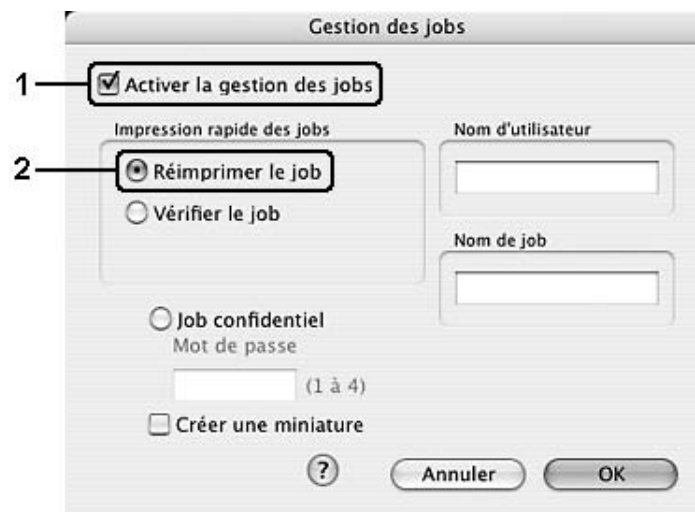 Gestion des jobs
1
Activer la gestion des jobs
Impression rapide des jobs
2
Réimprimer le job
Vérifier le job
Nom d'utilisateur
Nom de job
Job confidentiel
Mot de passe
(1 à 4)
Créer une miniature
?
Annuler
OK